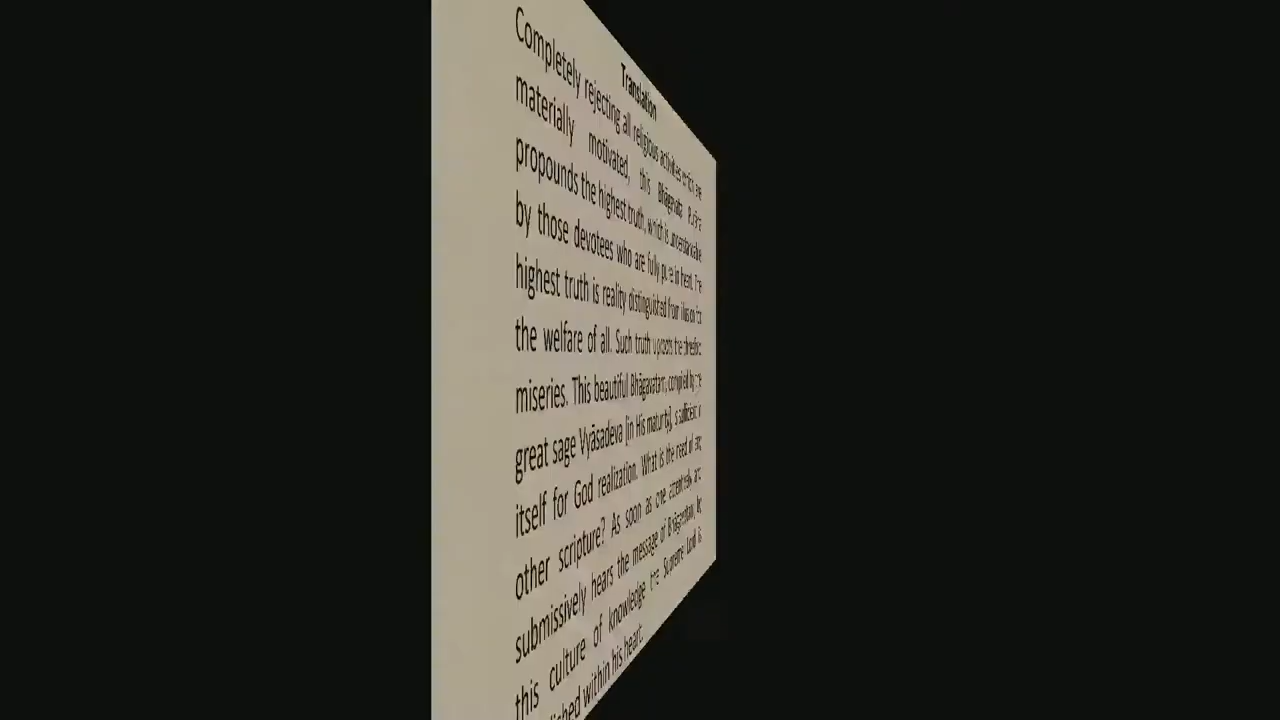 Translation
Completely rejecting all religious activities which are
materially motivated, this Bhāgavata Purāṇa
propounds the highest truth, which is understandable
by those devotees who are fully pure in heart. The
highest truth is reality distinguished from illusion for
the welfare of all. Such truth uproots the threefold
miseries. This beautiful Bhāgavatam, compiled by the
great sage Vyāsadeva [in His maturity], is sufficient in
itself for God realization. What is the need of any
other scripture? As soon as one attentively and
submissively hears the message of Bhāgavatam, by
this culture of knowledge the Supreme Lord is
within his heart.